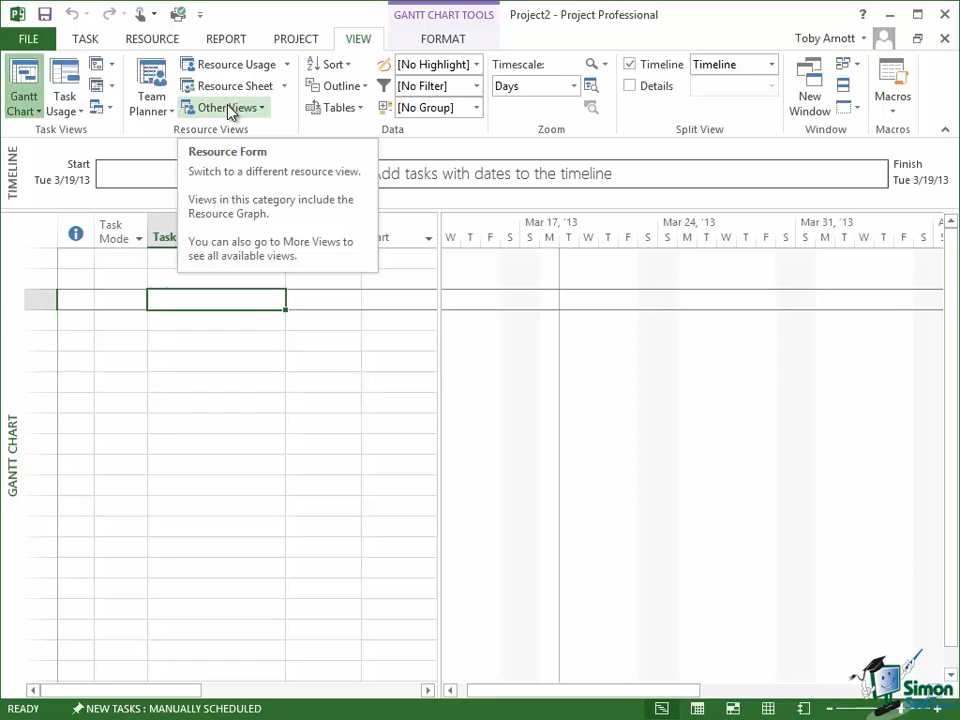 GANTT CHART TOOLS
Project2 - Project Professional
FILE TASK RESOURCE REPORT PROJECT VIEW FORMAT
Toby Arnott
Gantt Chart
Task Usage
Task Views
Team Planner
Resource Usage
Resource Sheet
Other Views
Resource Views
Sort
Outline
Tables
[No Highlight]
[No Filter]
[No Group]
Data
Timescale:
Days
Zoom
Timeline
Timeline
Details
Split View
New Window
Window
Macros
Macros
Resource Form
Switch to a different resource view.
Views in this category include the
Resource Graph.
You can also go to More Views to
see all available views.
TIMELINE
Start
Tue 3/19/13
Add tasks with dates to the timeline
Finish
Tue 3/19/13
Task
Mode
Task
Mar 17, '13 Mar 24, '13 Mar 31, '13
W T F S S M T W T F S S M T W T F S S M T W T F S
GANTT CHART
READY
NEW TASKS : MANUALLY SCHEDULED
Simon